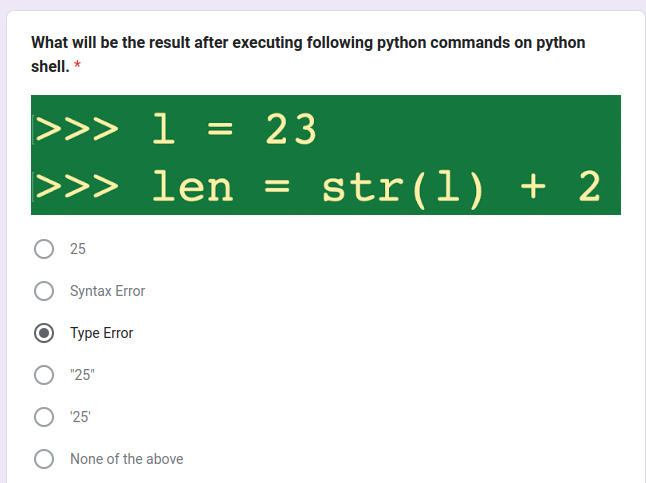 What will be the result after executing following python commands on python
shell. *
>>> l = 23
>>> len = str(l) + 2
25
Syntax Error
Type Error
"25"
'25'
None of the above